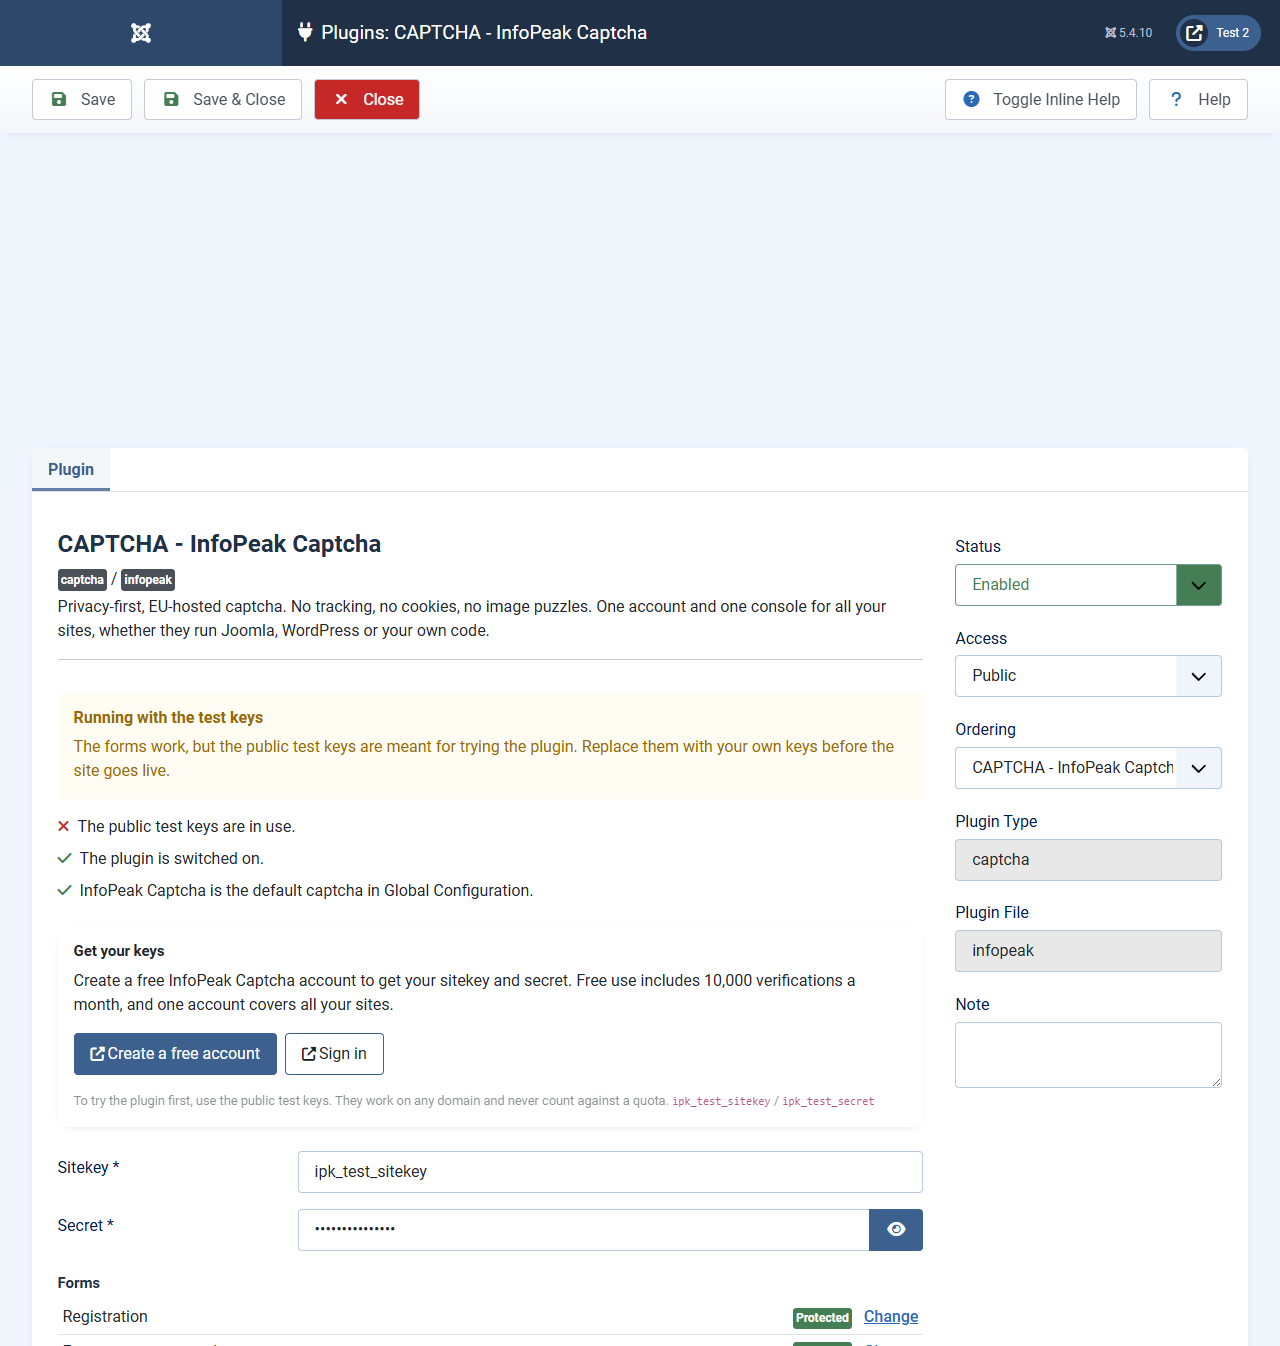 Plugins: CAPTCHA - InfoPeak Captcha
5.4.10
Test 2
Save
Save & Close
Close
Toggle Inline Help
Help
Plugin
CAPTCHA - InfoPeak Captcha
captcha / infopeak
Privacy-first, EU-hosted captcha. No tracking, no cookies, no image puzzles. One account and one console for all your
sites, whether they run Joomla, WordPress or your own code.
Running with the test keys
The forms work, but the public test keys are meant for trying the plugin. Replace them with your own keys before the
site goes live.
The public test keys are in use.
The plugin is switched on.
InfoPeak Captcha is the default captcha in Global Configuration.
Get your keys
Create a free InfoPeak Captcha account to get your sitekey and secret. Free use includes 10,000 verifications a
month, and one account covers all your sites.
Create a free account
Sign in
To try the plugin first, use the public test keys. They work on any domain and never count against a quota. ipk_test_sitekey / ipk_test_secret
Sitekey *
ipk_test_sitekey
Secret *
•••••••••••••••
Forms
Registration
Protected
Change
Status
Enabled
Access
Public
Ordering
CAPTCHA - InfoPeak Captch
Plugin Type
captcha
Plugin File
infopeak
Note